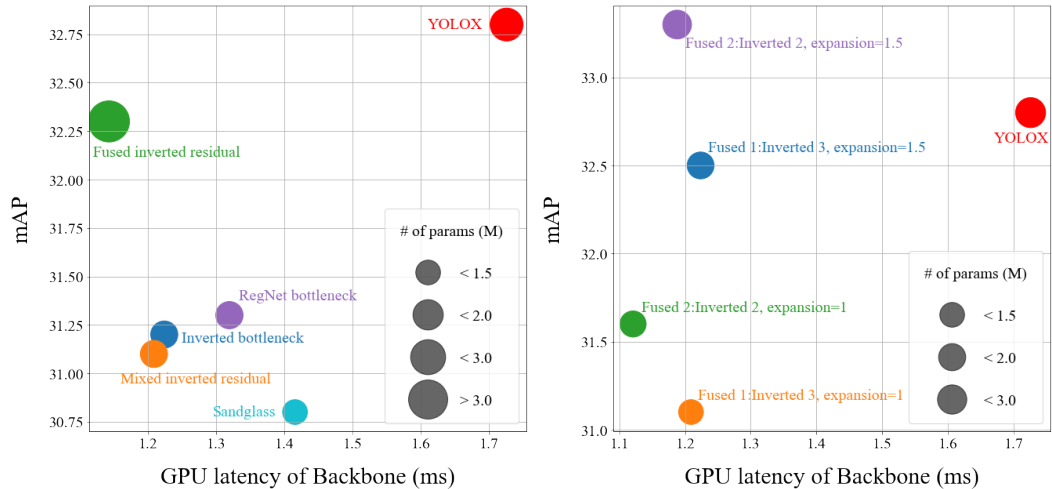 32.75
32.50
32.25
32.00
31.75
31.50
31.25
31.00
30.75
mAP
YOLOX
Fused inverted residual
RegNet bottleneck
Inverted bottleneck
Mixed inverted residual
Sandglass
# of params (M)
< 1.5
< 2.0
< 3.0
> 3.0
1.2 1.3 1.4 1.5 1.6 1.7
GPU latency of Backbone (ms)
33.0
32.5
32.0
31.5
31.0
mAP
Fused 2:Inverted 2, expansion=1.5
YOLOX
Fused 1:Inverted 3, expansion=1.5
Fused 2:Inverted 2, expansion=1
Fused 1:Inverted 3, expansion=1
# of params (M)
< 1.5
< 2.0
< 3.0
1.1 1.2 1.3 1.4 1.5 1.6 1.7
GPU latency of Backbone (ms)